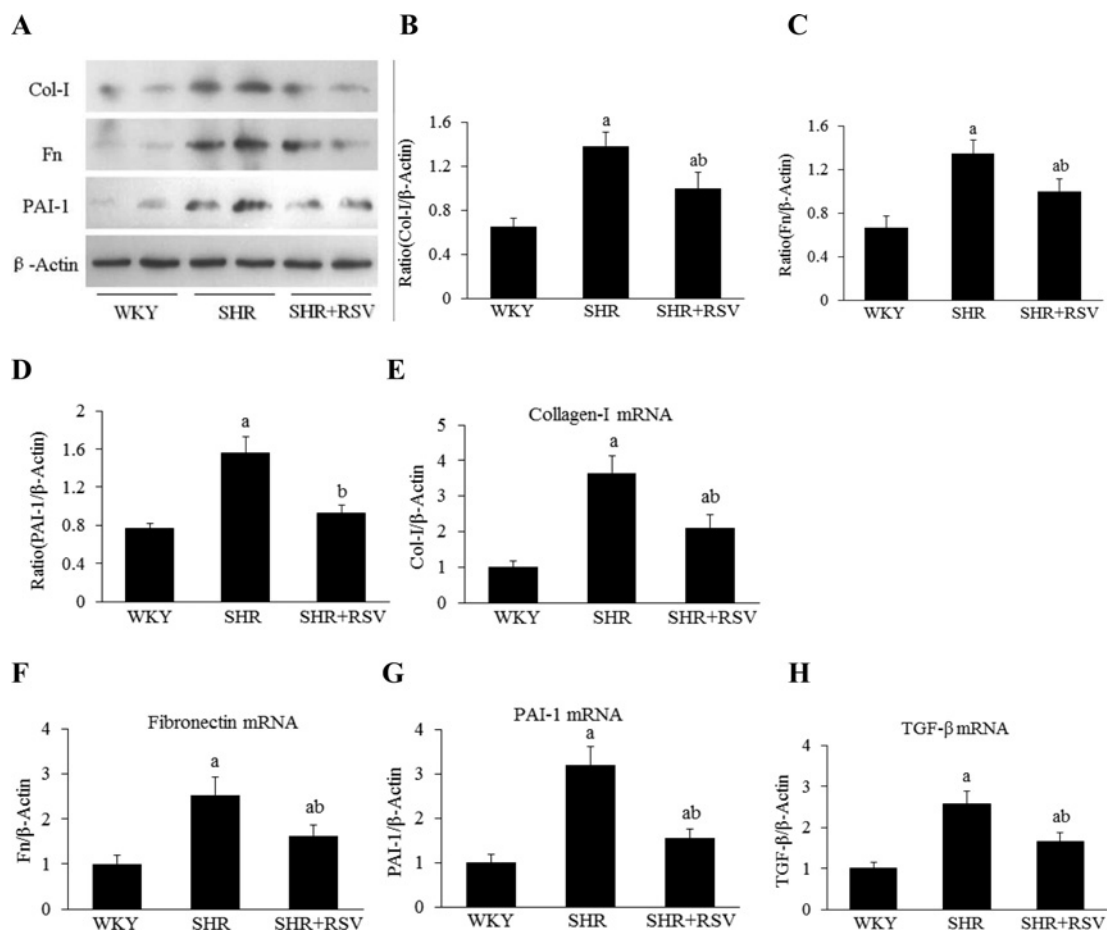 A
Col-I
Fn
PAI-1
β -Actin
WKY SHR SHR+RSV
B
Ratio(Col-I/β-Actin)
1.6
1.2
0.8
0.4
0
a
ab
WKY SHR SHR+RSV
C
Ratio(Fn/β-Actin)
1.6
1.2
0.8
0.4
0
a
ab
WKY SHR SHR+RSV
D
Ratio(PAI-1/β-Actin)
2
1.6
1.2
0.8
0.4
0
a
b
WKY SHR SHR+RSV
E
Collagen-I mRNA
Col-I/β-Actin
5
4
3
2
1
0
a
ab
WKY SHR SHR+RSV
F
Fibronectin mRNA
Fn/β-Actin
4
3
2
1
0
a
ab
WKY SHR SHR+RSV
G
PAI-1 mRNA
PAI-1/β-Actin
4
3
2
1
0
a
ab
WKY SHR SHR+RSV
H
TGF-β mRNA
TGF-β/β-Actin
4
3
2
1
0
a
ab
WKY SHR SHR+RSV